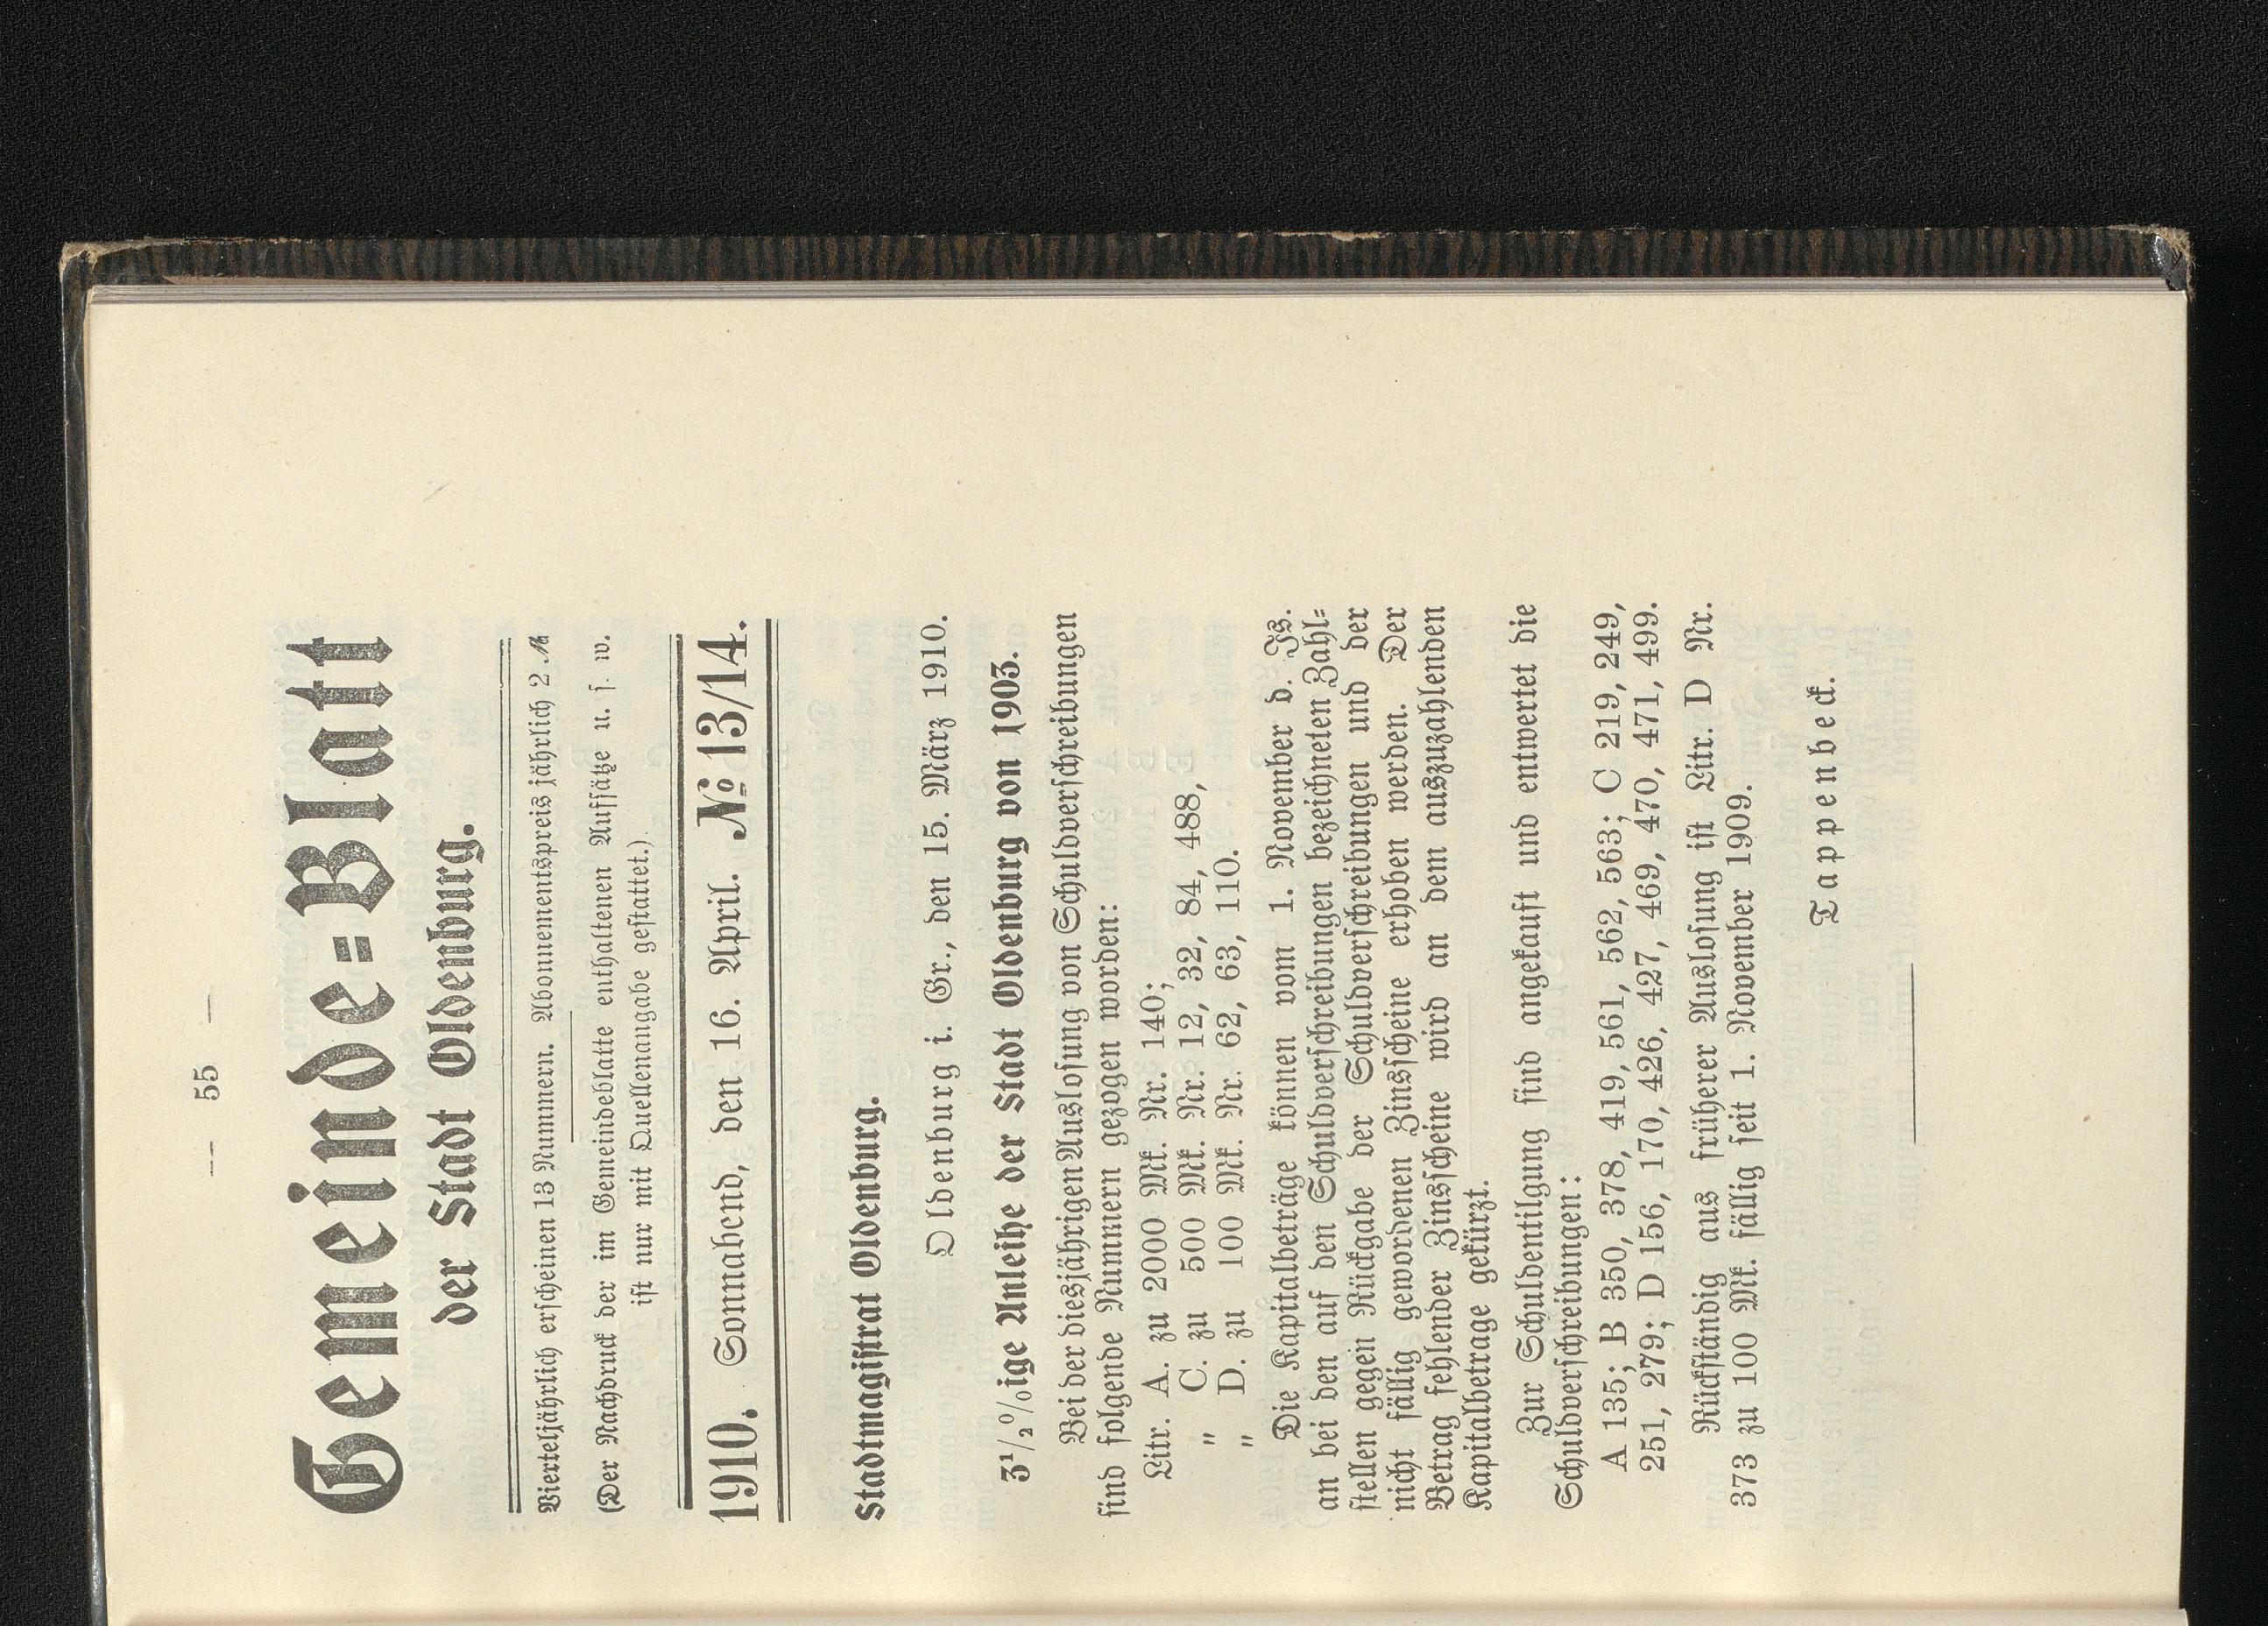 — 55 —
Gemeinde=Blatt
der Stadt Oldenburg.
Vierteljährlich erscheinen 13 Nummern. Abonnementspreis jährlich 2 ℳ
(Der Nachdruck der im Gemeindeblatte enthaltenen Aufsätze u. s. w.
ist nur mit Quellenangabe gestattet.)
1910. Sonnabend, den 16. April. № 13/14.
Stadtmagistrat Oldenburg.
Oldenburg i. Gr., den 15. März 1910.
3¹/₂%ige Anleihe der Stadt Oldenburg von 1903.
Bei der diesjährigen Auslosung von Schuldverschreibungen
sind folgende Nummern gezogen worden:
Litr. A. zu 2000 Mk. Nr. 140;
„ C. zu 500 Mk. Nr. 12, 32, 84, 488,
„ D. zu 100 Mk. Nr. 62, 63, 110.
Die Kapitalbeträge können vom 1. November d. Js.
an bei den auf den Schuldverschreibungen bezeichneten Zahl=
stellen gegen Rückgabe der Schuldverschreibungen und der
nicht fällig gewordenen Zinsscheine erhoben werden. Der
Betrag fehlender Zinsscheine wird an dem auszuzahlenden
Kapitalbetrage gekürzt.
Zur Schuldentilgung sind angekauft und entwertet die
Schuldverschreibungen:
A 135; B 350, 378, 419, 561, 562, 563; C 219, 249,
251, 279; D 156, 170, 426, 427, 469, 470, 471, 499.
Rückständig aus früherer Auslosung ist Litr. D Nr.
373 zu 100 Mk. fällig seit 1. November 1909.
Tappenbeck.